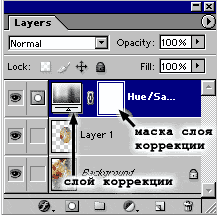 Layers
Normal Opacity: 100%
Lock: Fill: 100%
Hue/Sa...
маска слоя
коррекции
Layer 1
слой коррекции
Background